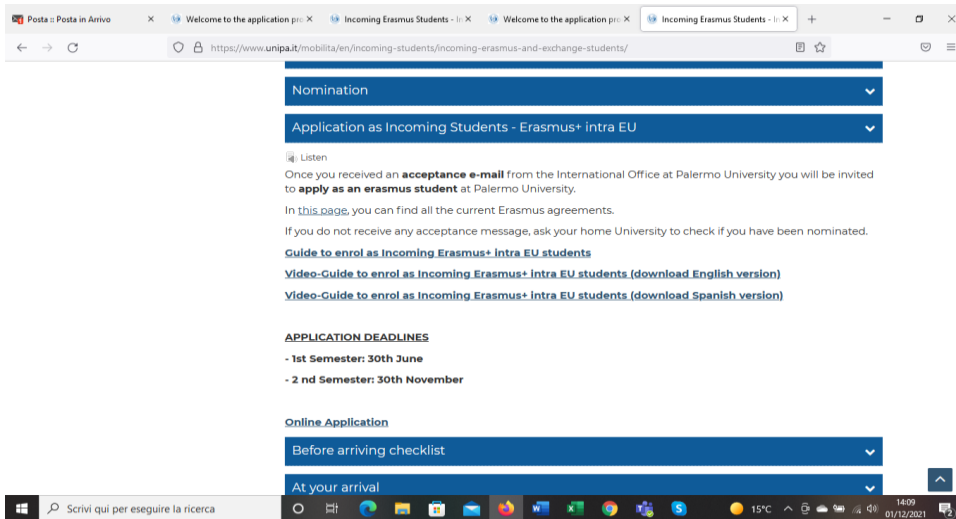 Posta :: Posta in Arrivo
Welcome to the application pro
Incoming Erasmus Students - In
Welcome to the application pro
Incoming Erasmus Students - In
https://www.unipa.it/mobilita/en/incoming-students/incoming-erasmus-and-exchange-students/
Nomination
Application as Incoming Students - Erasmus+ intra EU
Listen
Once you received an acceptance e-mail from the International Office at Palermo University you will be invited
to apply as an erasmus student at Palermo University.
In this page, you can find all the current Erasmus agreements.
If you do not receive any acceptance message, ask your home University to check if you have been nominated.
Guide to enrol as Incoming Erasmus+ intra EU students
Video-Guide to enrol as Incoming Erasmus+ intra EU students (download English version)
Video-Guide to enrol as Incoming Erasmus+ intra EU students (download Spanish version)
APPLICATION DEADLINES
- 1st Semester: 30th June
- 2 nd Semester: 30th November
Online Application
Before arriving checklist
At your arrival
Scrivi qui per eseguire la ricerca
15°C
14:09
01/12/2021
2